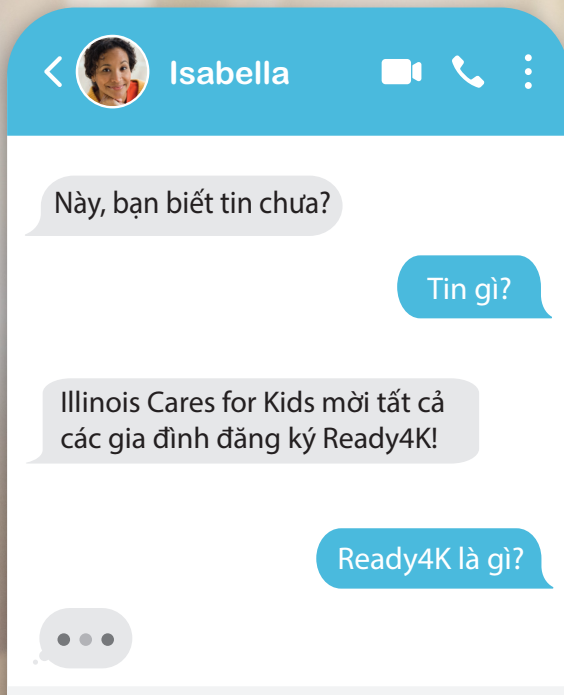 Isabella
Này, bạn biết tin chưa?
Tin gì?
Illinois Cares for Kids mời tất cả
các gia đình đăng ký Ready4K!
Ready4K là gì?